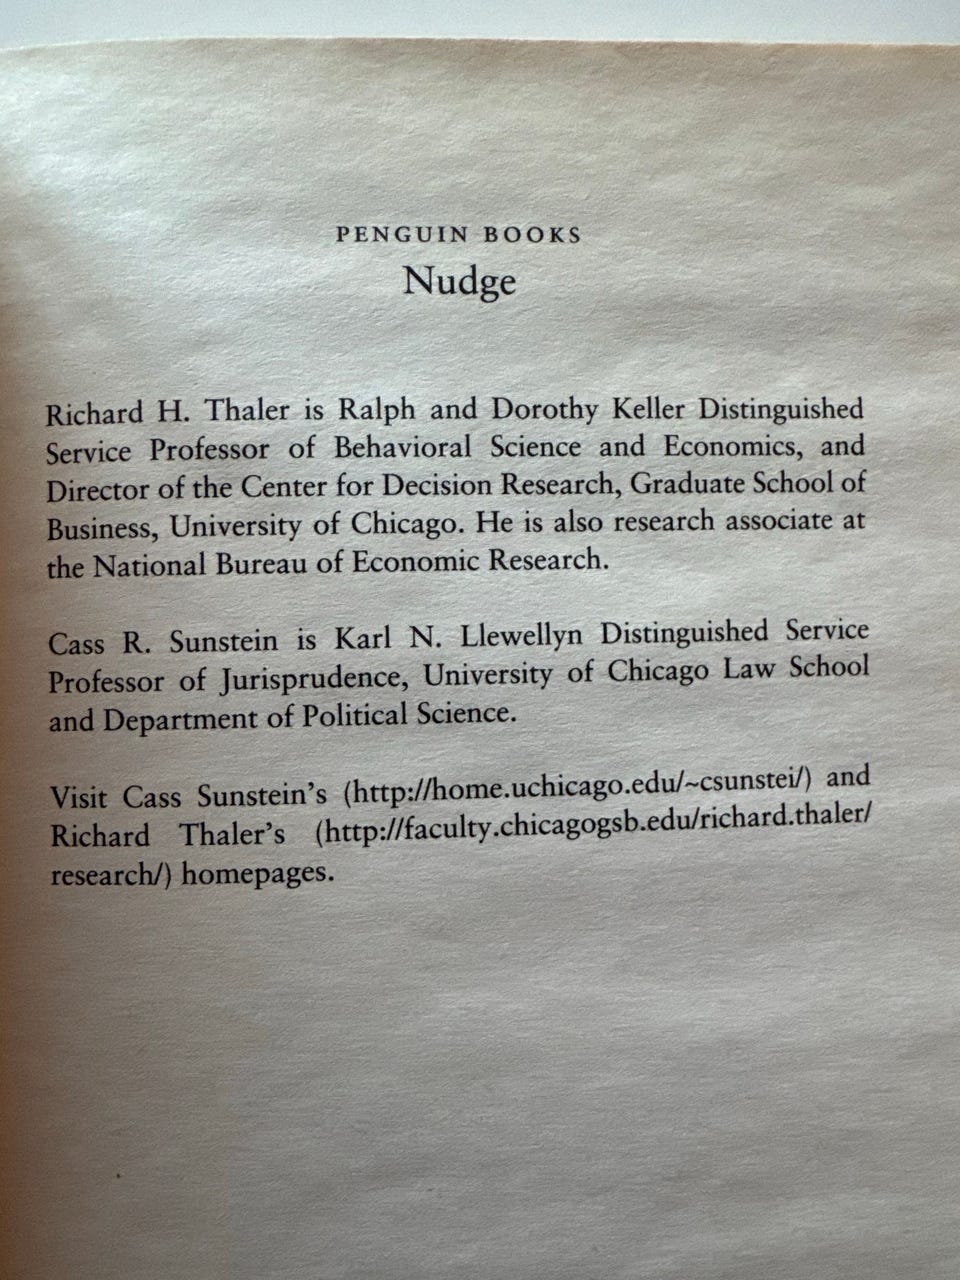 PENGUIN BOOKS
Nudge
Richard H. Thaler is Ralph and Dorothy Keller Distinguished
Service Professor of Behavioral Science and Economics, and
Director of the Center for Decision Research, Graduate School of
Business, University of Chicago. He is also research associate at
the National Bureau of Economic Research.
Cass R. Sunstein is Karl N. Llewellyn Distinguished Service
Professor of Jurisprudence, University of Chicago Law School
and Department of Political Science.
Visit Cass Sunstein's (http://home.uchicago.edu/~csunstei/) and
Richard Thaler's (http://faculty.chicagogsb.edu/richard.thaler/
research/) homepages.